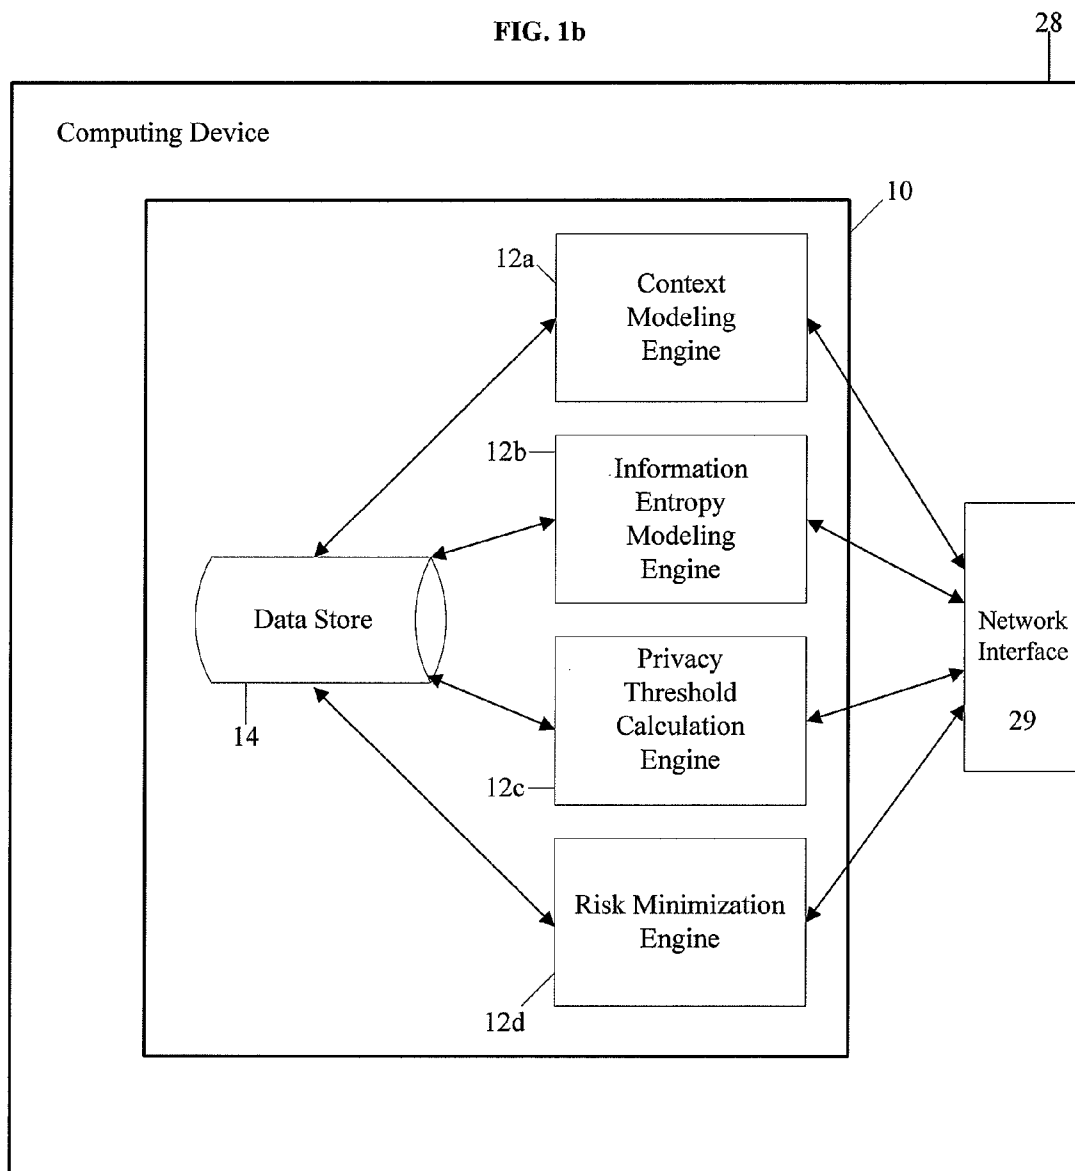 FIG. 1b
28
Computing Device
10
12a
Context
Modeling
Engine
12b
Information
Entropy
Modeling
Engine
Data Store
14
Privacy
Threshold
Calculation
Engine
12c
Network
Interface
29
Risk Minimization
Engine
12d